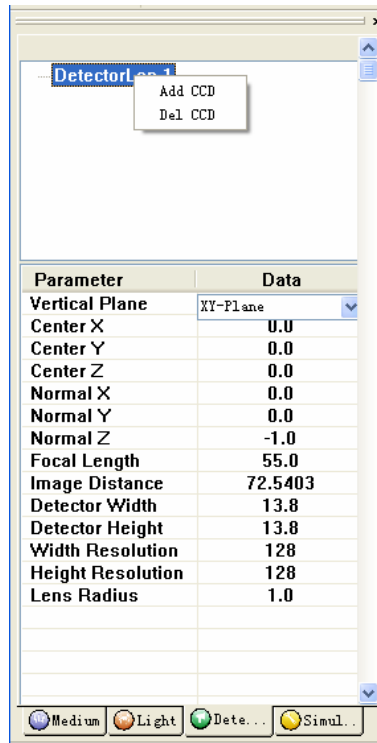 DetectorLen 1
Add CCD
Del CCD
Parameter Data
Vertical Plane XY-Plane
Center X 0.0
Center Y 0.0
Center Z 0.0
Normal X 0.0
Normal Y 0.0
Normal Z -1.0
Focal Length 55.0
Image Distance 72.5403
Detector Width 13.8
Detector Height 13.8
Width Resolution 128
Height Resolution 128
Lens Radius 1.0
Medium Light Dete... Simul..